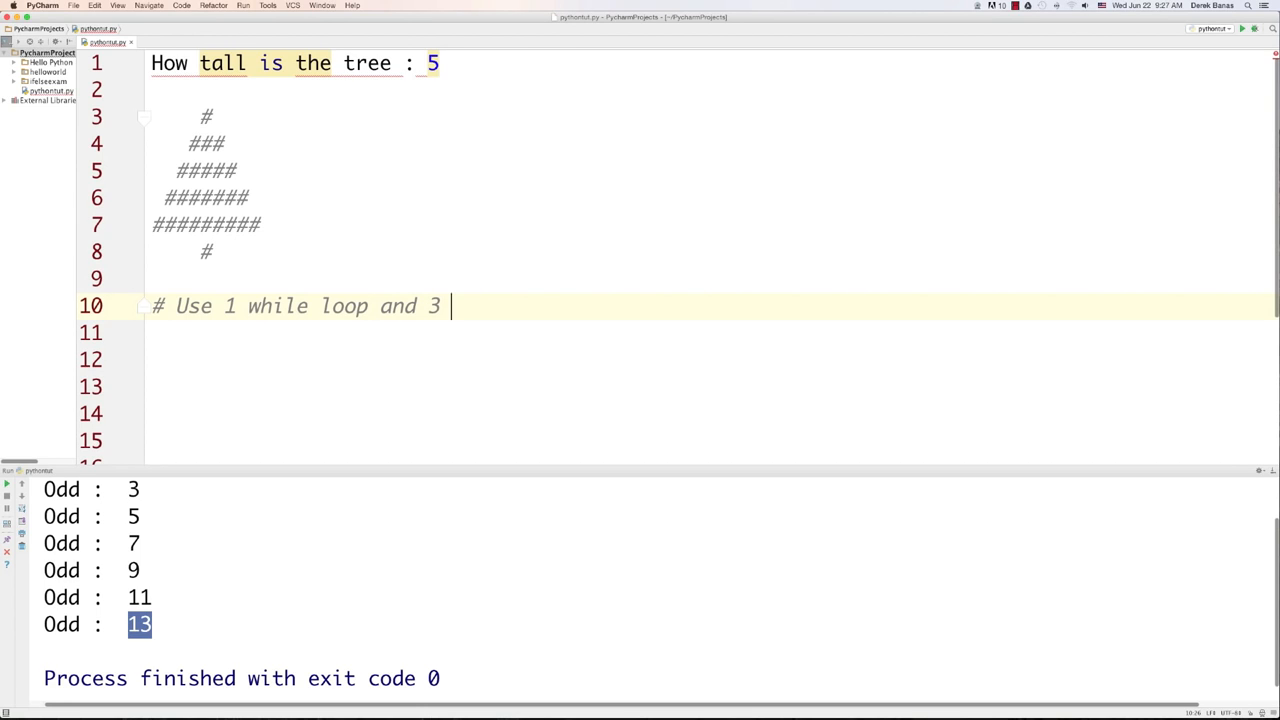 PyCharm File Edit View Navigate Code Refactor Run Tools VCS Window Help 10 Wed Jun 22 9:27 AM Derek Banas
pythontut.py - PycharmProjects - [~/PycharmProjects]
PycharmProjects pythontut.py pythontut
pythontut.py
PycharmProject
Hello Python
helloworld
ifelseexam
pythontut.py
External Librarie
1 How tall is the tree : 5
2
3 #
4 ###
5 #####
6 #######
7 #########
8 #
9
10 # Use 1 while loop and 3
11
12
13
14
15
16
Run pythontut
Odd : 3
Odd : 5
Odd : 7
Odd : 9
Odd : 11
Odd : 13
Process finished with exit code 0
10:26 LF UTF-8